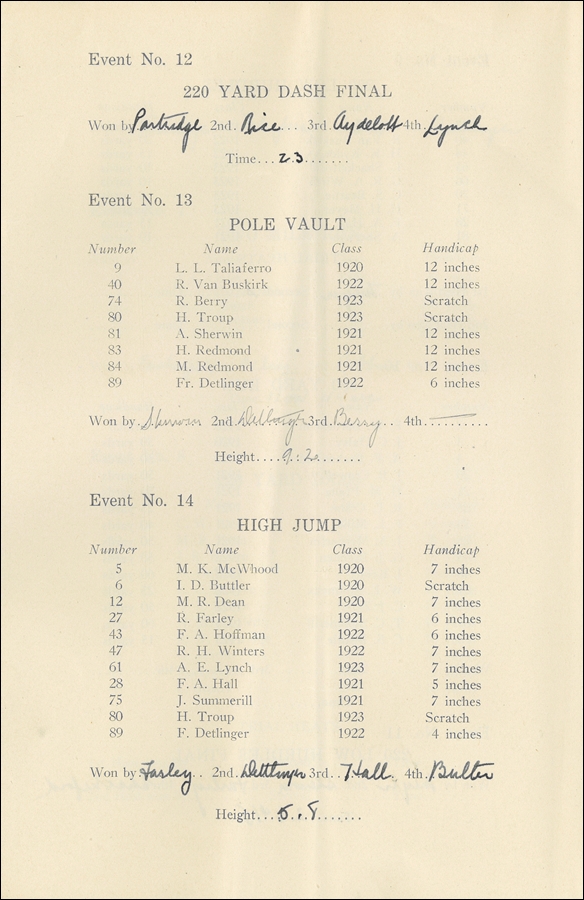 Event No. 12
220 YARD DASH FINAL
Won by. Partridge 2nd. Rice... 3rd. Aydelott 4th. Lynch
Time...23.......
Event No. 13
POLE VAULT
Number Name Class Handicap
9 L. L. Taliaferro 1920 12 inches
40 R. Van Buskirk 1922 12 inches
74 R. Berry 1923 Scratch
80 H. Troup 1923 Scratch
81 A. Sherwin 1921 12 inches
83 H. Redmond 1921 12 inches
84 M. Redmond 1921 12 inches
89 Fr. Detlinger 1922 6 inches
Won by. 2nd. 3rd. Berry.. 4th..........
Height....9:2.......
Event No. 14
HIGH JUMP
Number Name Class Handicap
5 M. K. McWhood 1920 7 inches
6 I. D. Buttler 1920 Scratch
12 M. R. Dean 1920 7 inches
27 R. Farley 1921 6 inches
43 F. A. Hoffman 1922 6 inches
47 R. H. Winters 1922 7 inches
61 A. E. Lynch 1923 7 inches
28 F. A. Hall 1921 5 inches
75 J. Summerill 1921 7 inches
80 H. Troup 1923 Scratch
89 F. Detlinger 1922 4 inches
Won by. Farley.. 2nd. 3rd.. Hall. 4th. Butler
Height...5..8.......